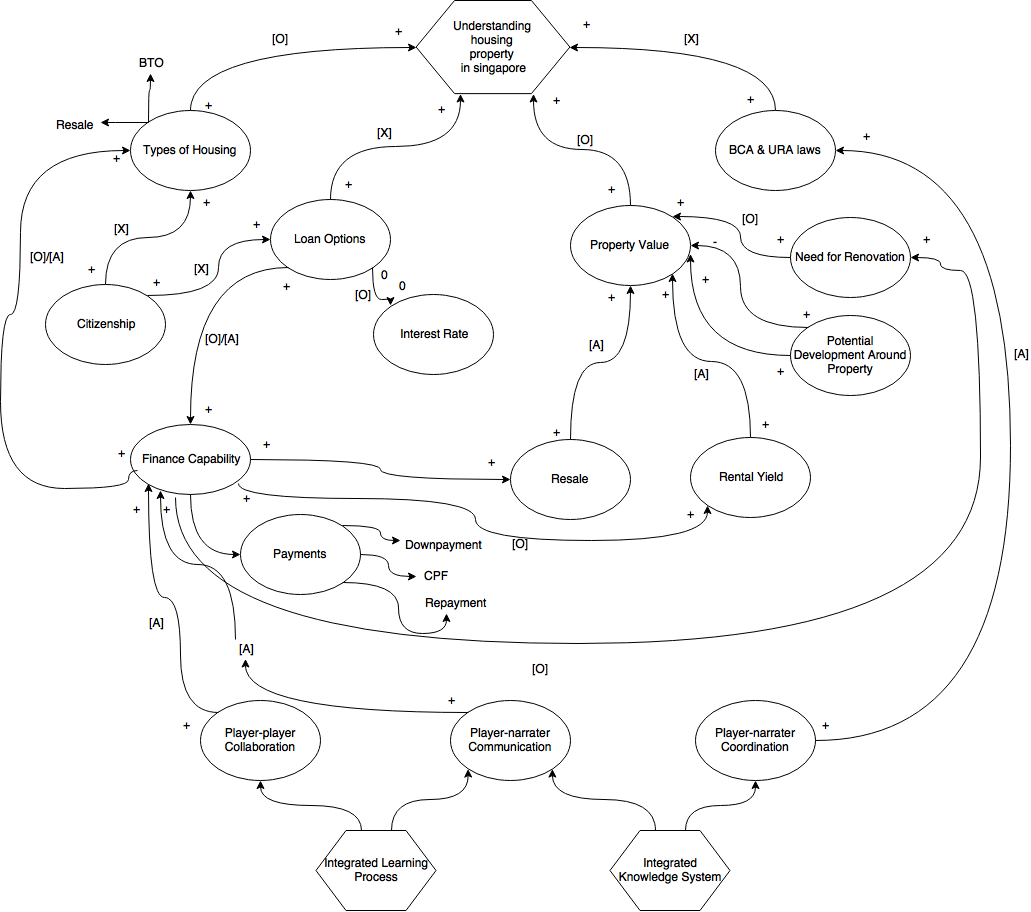 Understanding
housing
property
in singapore
+
+
[O]
[X]
BTO
+
+
+
+
Resale
[X]
[O]
+
Types of Housing
BCA & URA laws
+
+
+
+
+
[X]
+
[O]
Loan Options
Property Value
-
+
+
Need for Renovation
[O]/[A]
+
+
[X]
0
0
[O]
+
+
+
+
+
Citizenship
Interest Rate
[O]/[A]
[A]
Potential
Development Around
Property
[A]
[A]
+
+
+
+
+
+
+
Finance Capability
Resale
Rental Yield
+
+
+
+
+
[O]
Payments
Downpayment
CPF
Repayment
[A]
[A]
[O]
+
+
+
Player-player
Collaboration
Player-narrater
Communication
Player-narrater
Coordination
Integrated Learning
Process
Integrated
Knowledge System